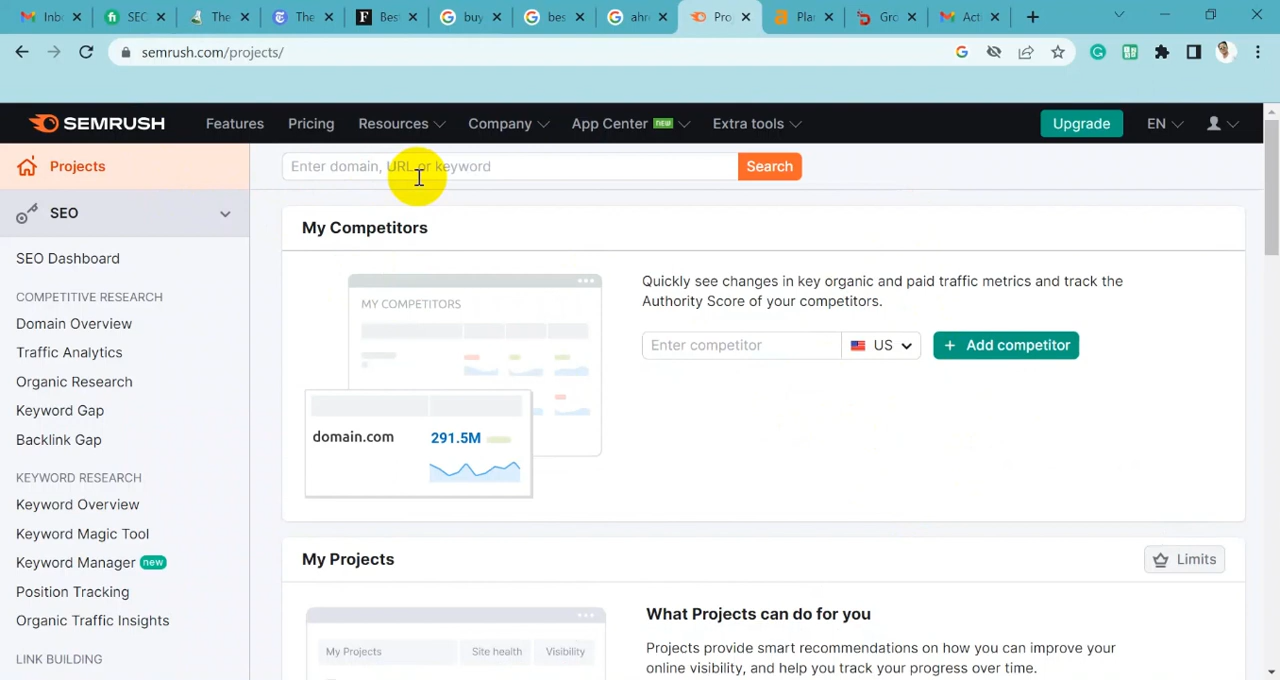 Inb
SEC
The
The
Best
buy
bes
ahr
Pro
Plar
Gro
Act
semrush.com/projects/
SEMRUSH
Features
Pricing
Resources
Company
App Center NEW
Extra tools
Upgrade
EN
Projects
Enter domain, URL or keyword
Search
SEO
My Competitors
SEO Dashboard
COMPETITIVE RESEARCH
Domain Overview
Traffic Analytics
Organic Research
Keyword Gap
Backlink Gap
MY COMPETITORS
domain.com 291.5M
Quickly see changes in key organic and paid traffic metrics and track the
Authority Score of your competitors.
Enter competitor
US
+ Add competitor
KEYWORD RESEARCH
Keyword Overview
Keyword Magic Tool
Keyword Manager new
Position Tracking
Organic Traffic Insights
LINK BUILDING
My Projects
Limits
My Projects
Site health
Visibility
What Projects can do for you
Projects provide smart recommendations on how you can improve your
online visibility, and help you track your progress over time.